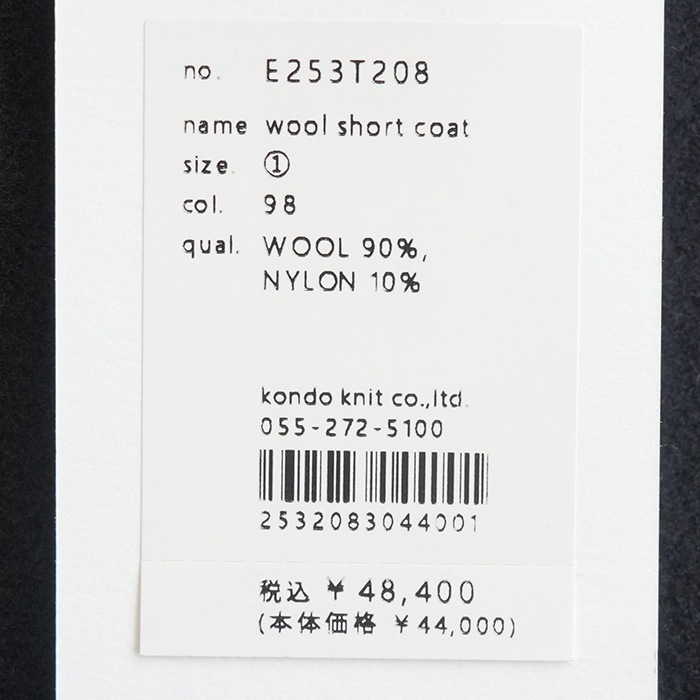 no. E253T208
name wool short coat
size. ①
col. 98
qual. WOOL 90%,
NYLON 10%
kondo knit co.,ltd.
055-272-5100
2532083044001
税込 ¥ 48,400
(本体価格 ¥ 44,000)